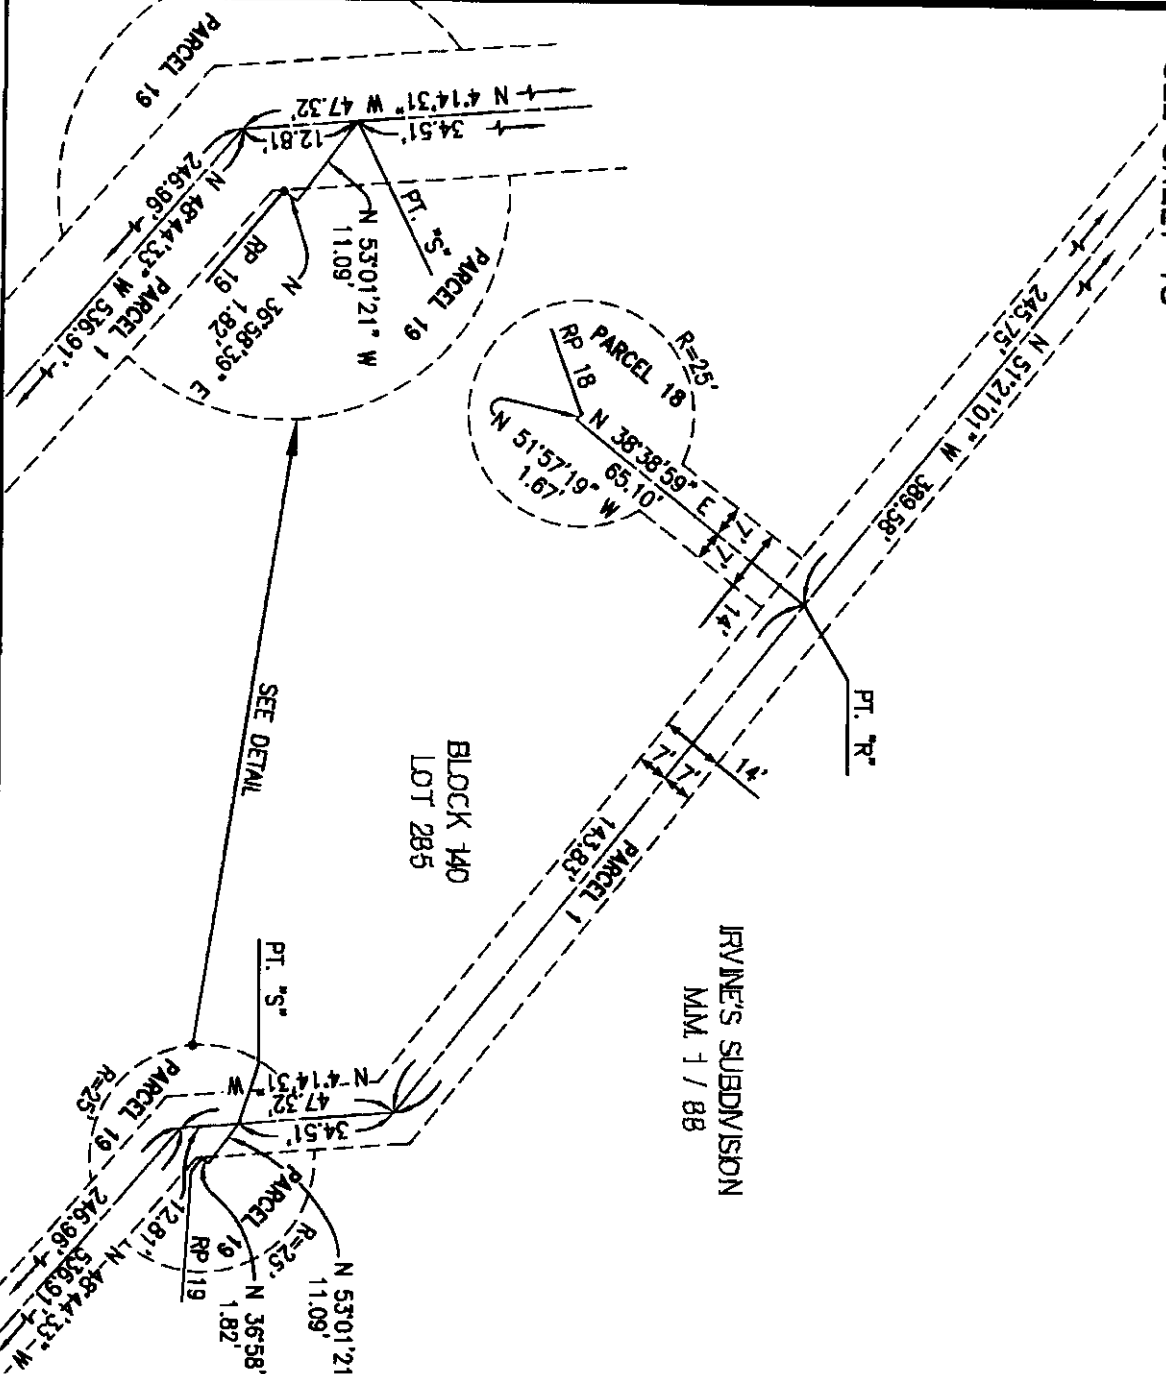 PARCEL 19
N 4°14'31" W 47.32'
34.51'
12.81'
246.96'
N 48°44'33" W 536.91'
PARCEL 1
RP 19
N 36°58'39" E
1.82'
N 53°01'21" W
11.09'
PT. "S"
PARCEL 19
R=25'
PARCEL 18
RP 18
N 38°38'59" E
65.10'
N 51°57'19" W
1.67'
7'
7'
14'
245.75'
N 51°21'01" W 389.58'
PT. "R"
14'
7'
7'
143.83'
PARCEL 1
SEE DETAIL
BLOCK 140
LOT 285
IRVINE'S SUBDIVISION
M.M. 1 / 88
PT. "S"
N 4°14'31" W
47.32'
34.51'
R=25'
PARCEL 19
PARCEL 19
R=25'
12.81'
RP 19
246.96'
536.91'
N 48°44'33" W
N 53°01'21
11.09'
N 36°58'
1.82'